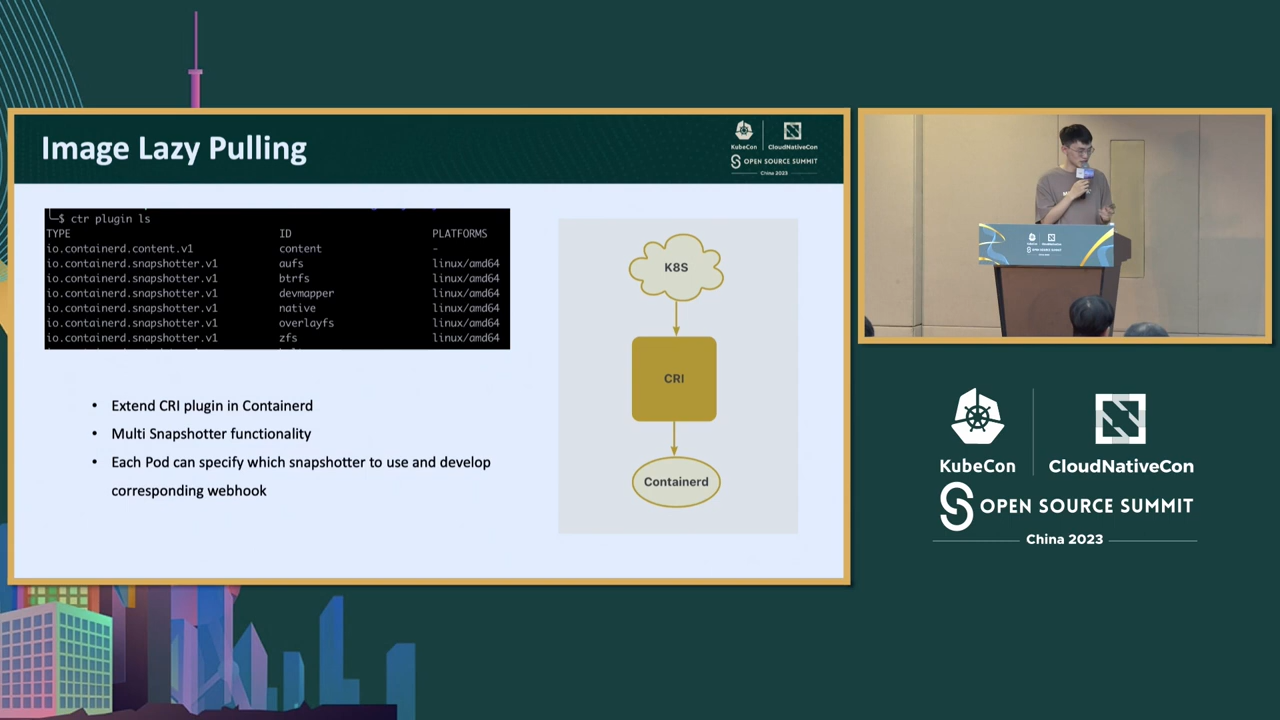 Image Lazy Pulling
KubeCon
CloudNativeCon
OPEN SOURCE SUMMIT
China 2023
$ ctr plugin ls
TYPE ID PLATFORMS
io.containerd.content.v1 content -
io.containerd.snapshotter.v1 aufs linux/amd64
io.containerd.snapshotter.v1 btrfs linux/amd64
io.containerd.snapshotter.v1 devmapper linux/amd64
io.containerd.snapshotter.v1 native linux/amd64
io.containerd.snapshotter.v1 overlayfs linux/amd64
io.containerd.snapshotter.v1 zfs linux/amd64
• Extend CRI plugin in Containerd
• Multi Snapshotter functionality
• Each Pod can specify which snapshotter to use and develop
corresponding webhook
K8S
CRI
Containerd
KubeCon
CloudNativeCon
OPEN SOURCE SUMMIT
China 2023